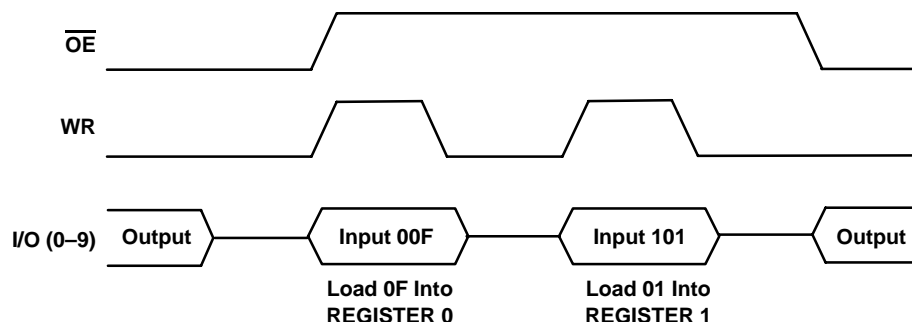 OE
WR
I/O (0–9)
Output
Input 00F
Input 101
Output
Load 0F Into
REGISTER 0
Load 01 Into
REGISTER 1